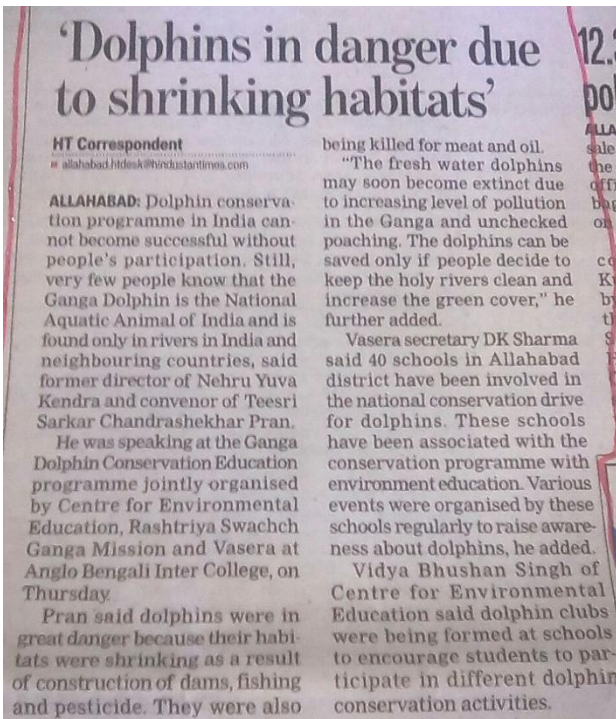 ‘Dolphins in danger due
to shrinking habitats’
HT Correspondent
allahabad.htdesk@hindustantimes.com
ALLAHABAD: Dolphin conserva-
tion programme in India can-
not become successful without
people's participation. Still,
very few people know that the
Ganga Dolphin is the National
Aquatic Animal of India and is
found only in rivers in India and
neighbouring countries, said
former director of Nehru Yuva
Kendra and convenor of Teesri
Sarkar Chandrashekhar Pran.
He was speaking at the Ganga
Dolphin Conservation Education
programme jointly organised
by Centre for Environmental
Education, Rashtriya Swachch
Ganga Mission and Vasera at
Anglo Bengali Inter College, on
Thursday.
Pran said dolphins were in
great danger because their habi-
tats were shrinking as a result
of construction of dams, fishing
and pesticide. They were also
being killed for meat and oil.
"The fresh water dolphins
may soon become extinct due
to increasing level of pollution
in the Ganga and unchecked
poaching. The dolphins can be
saved only if people decide to
keep the holy rivers clean and
increase the green cover," he
further added.
Vasera secretary DK Sharma
said 40 schools in Allahabad
district have been involved in
the national conservation drive
for dolphins. These schools
have been associated with the
conservation programme with
environment education. Various
events were organised by these
schools regularly to raise aware-
ness about dolphins, he added.
Vidya Bhushan Singh of
Centre for Environmental
Education said dolphin clubs
were being formed at schools
to encourage students to par-
ticipate in different dolphin
conservation activities.
12.
ALLA
sale
the